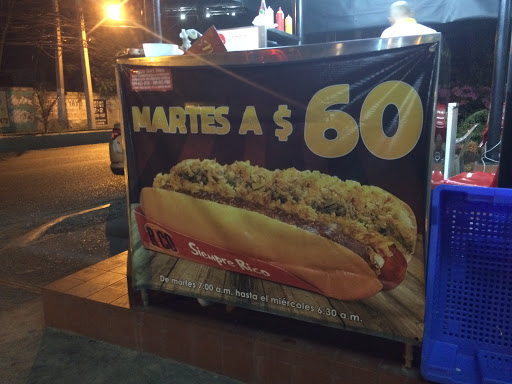 MARTES A $ 60
Siempre Rico
De martes 7.00 a.m. hasta el miércoles 6.30 a.m.